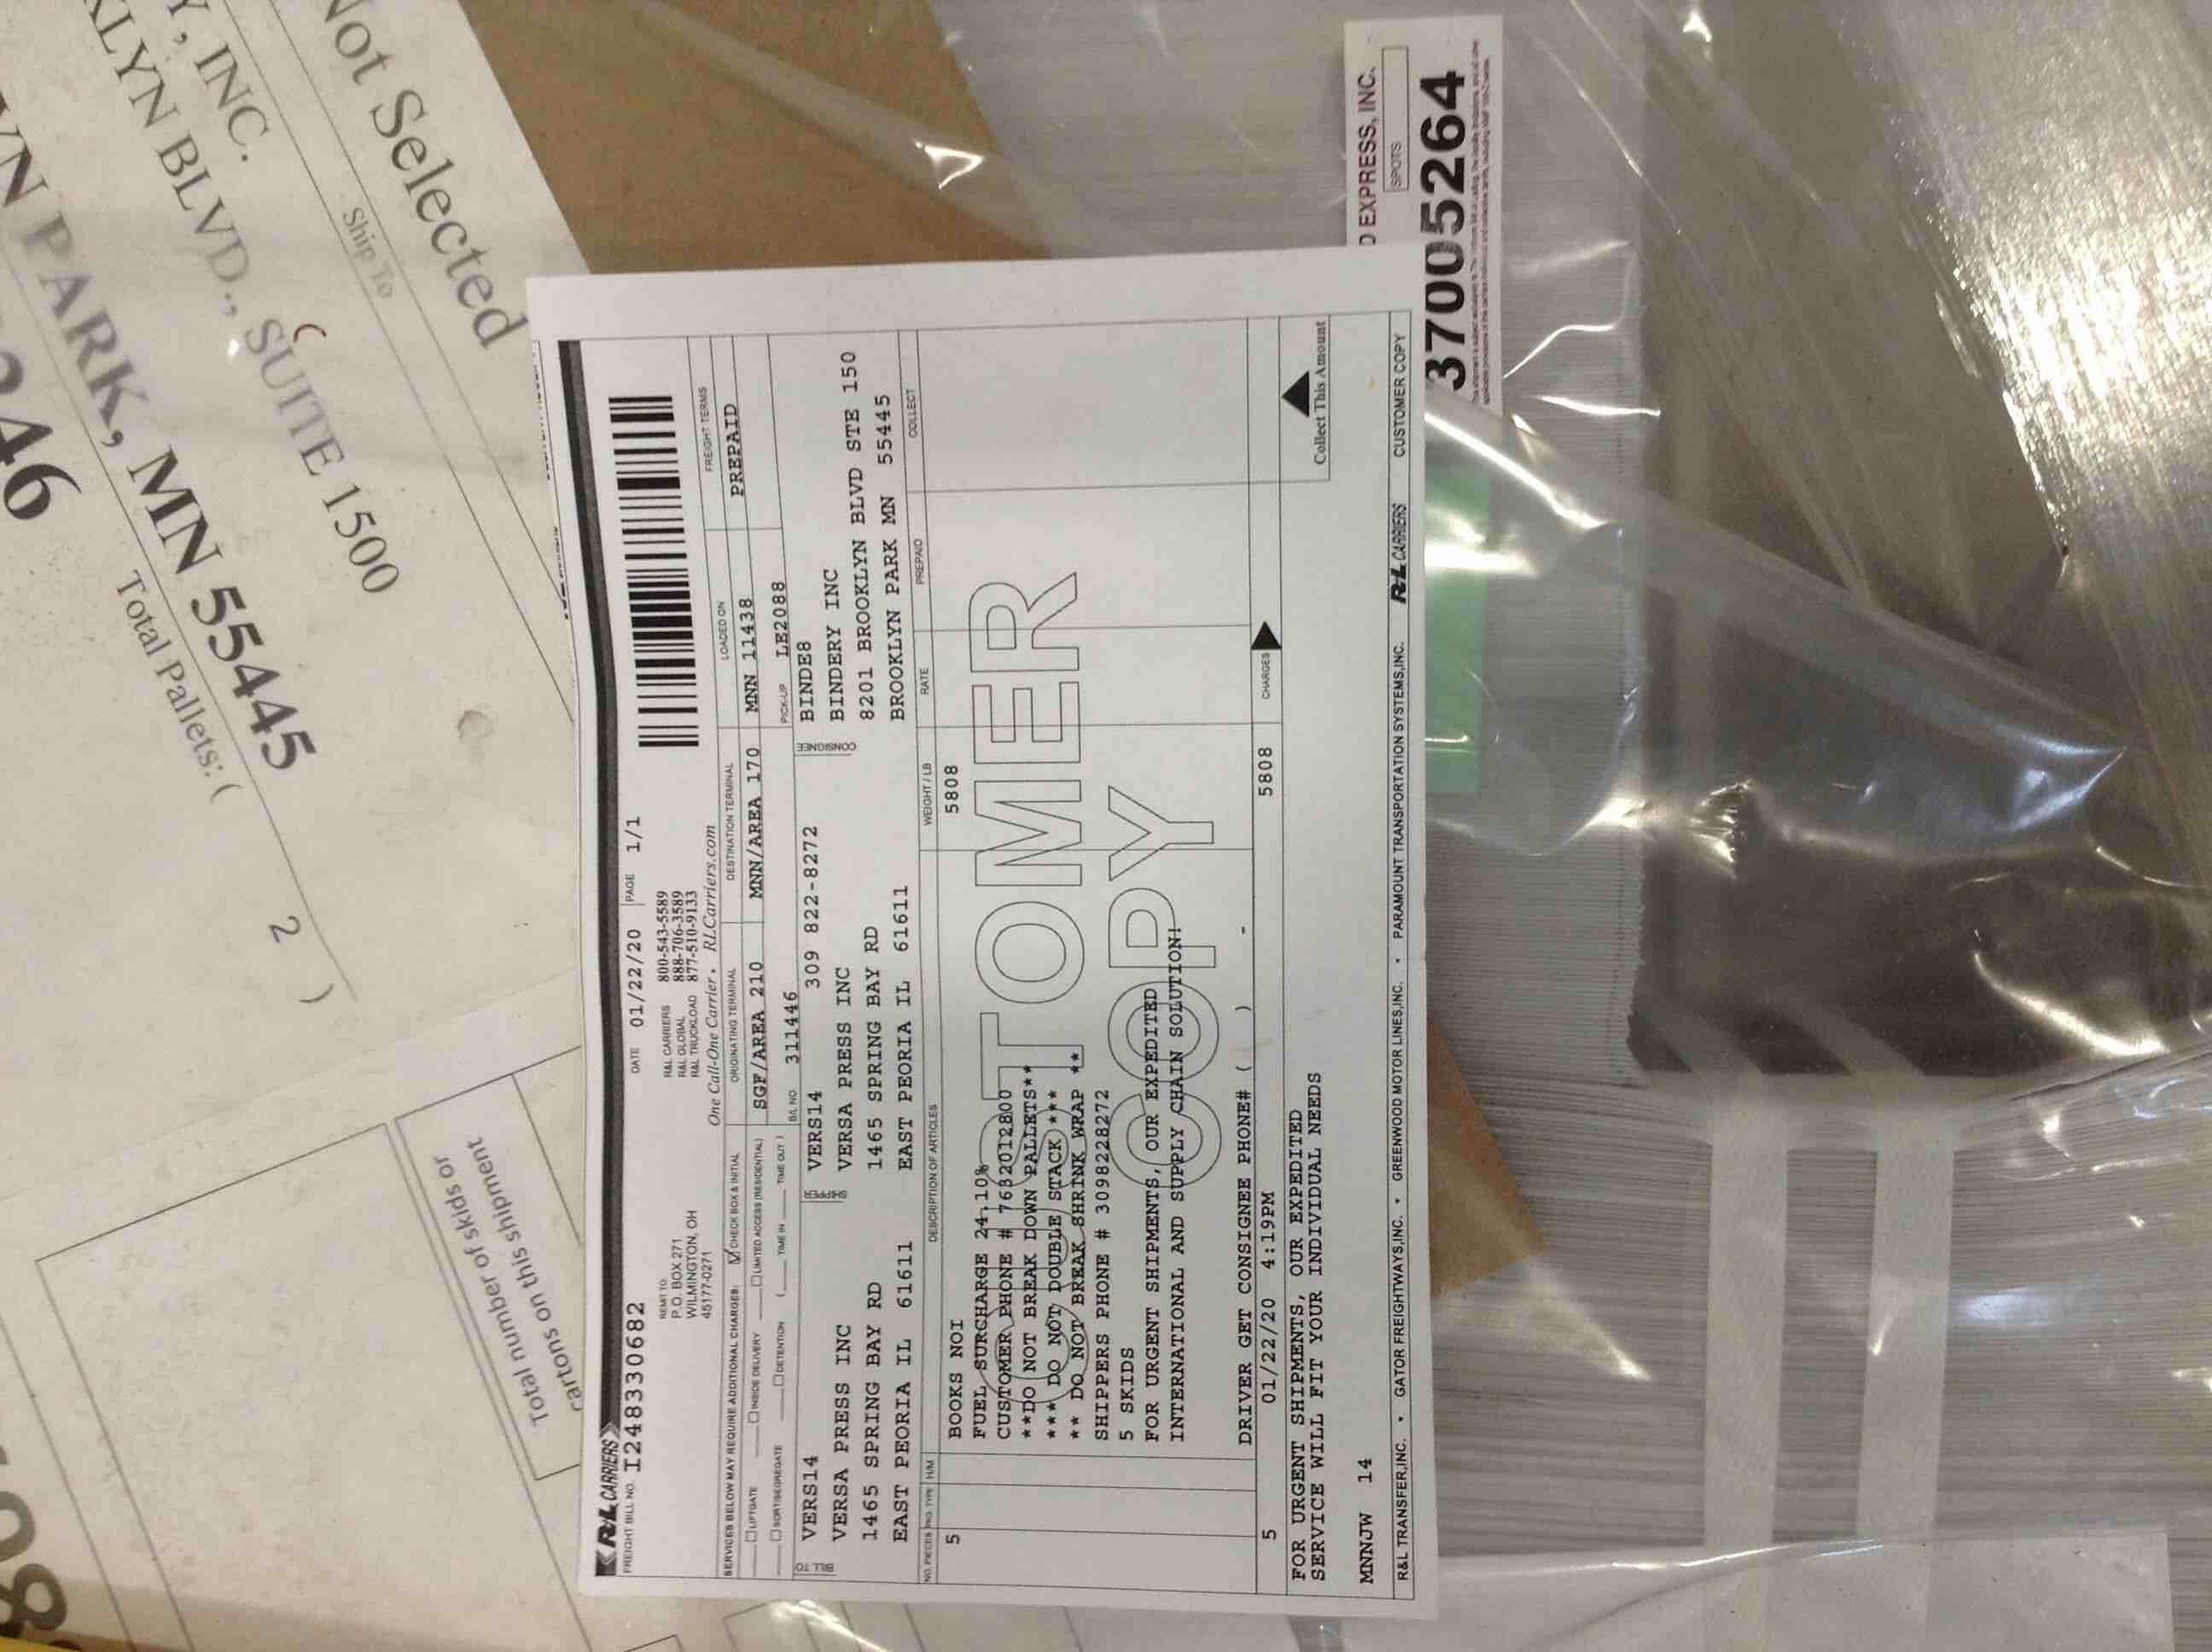 R&L CARRIERS
FREIGHT BILL NO. I248330682
DATE 01/22/20 PAGE 1/1
REMIT TO:
P.O. BOX 271
WILMINGTON, OH
45177-0271
R&L CARRIERS 800-543-5589
R&L GLOBAL 888-706-3589
R&L TRUCKLOAD 877-510-9133
One Call-One Carrier. RLCarriers.com
SERVICES BELOW MAY REQUIRE ADDITIONAL CHARGES: CHECK BOX & INITIAL
LIFTGATE INSIDE DELIVERY LIMITED ACCESS (RESIDENTIAL)
SORT/SEGREGATE DETENTION ( TIME IN TIME OUT )
ORIGINATING TERMINAL
SGF/AREA 210
DESTINATION TERMINAL
MNN/AREA 170
LOADED ON
MNN 11438
FREIGHT TERMS
PREPAID
B/L NO. 311446
PICK-UP LE2088
BILL TO
VERS14
VERSA PRESS INC
1465 SPRING BAY RD
EAST PEORIA IL 61611
SHIPPER
VERS14 309 822-8272
VERSA PRESS INC
1465 SPRING BAY RD
EAST PEORIA IL 61611
CONSIGNEE
BINDE8
BINDERY INC
8201 BROOKLYN BLVD STE 150
BROOKLYN PARK MN 55445
NO. PIECES PKG. TYPE H/M DESCRIPTION OF ARTICLES WEIGHT / LB RATE PREPAID COLLECT
5 BOOKS NOI 5808
FUEL SURCHARGE 24.10%
CUSTOMER PHONE # 7632012800
**DO NOT BREAK DOWN PALLETS**
*** DO NOT DOUBLE STACK ***
** DO NOT BREAK SHRINK WRAP **
SHIPPERS PHONE # 3098228272
5 SKIDS
FOR URGENT SHIPMENTS, OUR EXPEDITED
INTERNATIONAL AND SUPPLY CHAIN SOLUTION!
CUSTOMER
COPY
DRIVER GET CONSIGNEE PHONE# ( ) -
5 01/22/20 4:19PM 5808 CHARGES
FOR URGENT SHIPMENTS, OUR EXPEDITED
SERVICE WILL FIT YOUR INDIVIDUAL NEEDS
Collect This Amount
MNNJW 14
R&L TRANSFER,INC. • GATOR FREIGHTWAYS,INC. • GREENWOOD MOTOR LINES,INC. • PARAMOUNT TRANSPORTATION SYSTEMS,INC. R&L CARRIERS CUSTOMER COPY
EXPRESS, INC.
SPOTS
37005264
Not Selected
Ship To
INC.
BLVD., SUITE 1500
PARK, MN 55445
Total Pallets: ( 2 )
Total number of skids or
cartons on this shipment